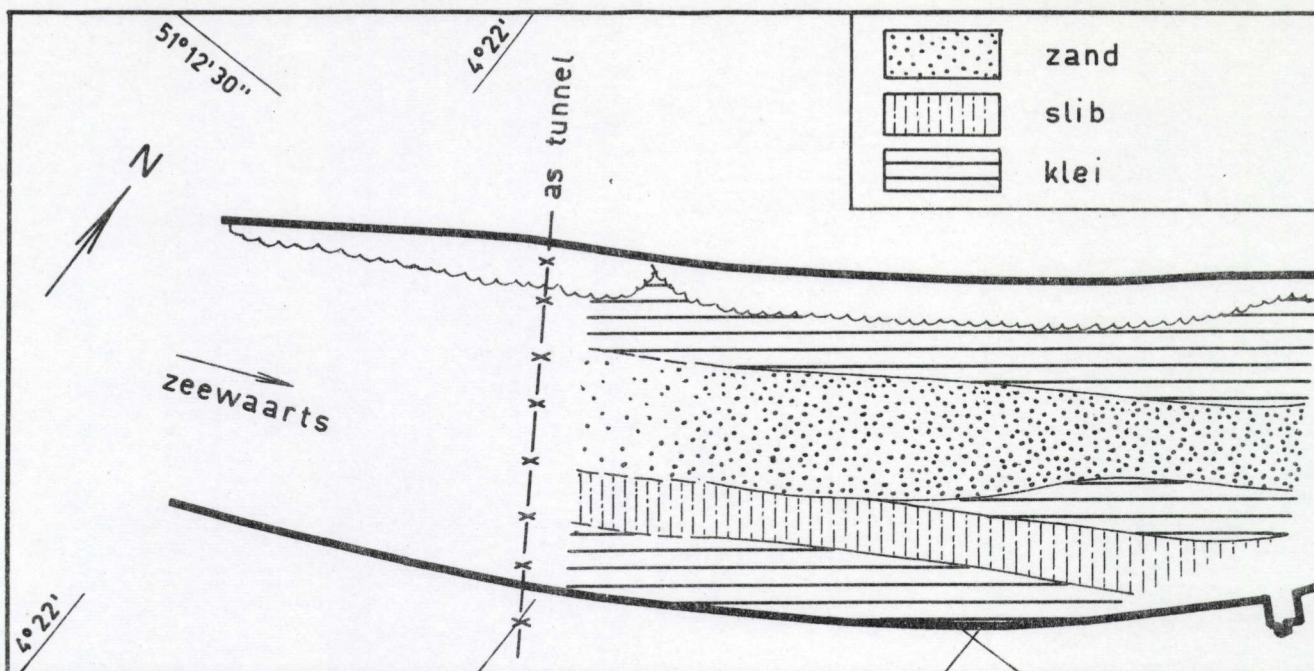 51°12'30"
4°22'
as tunnel
zand
slib
klei
N
zeewaarts
4°22'